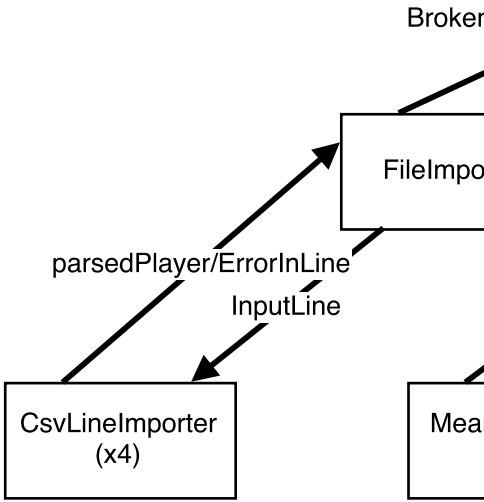 Broker
FileImpo
parsedPlayer/ErrorInLine
InputLine
CsvLineImporter
(x4)
Mea